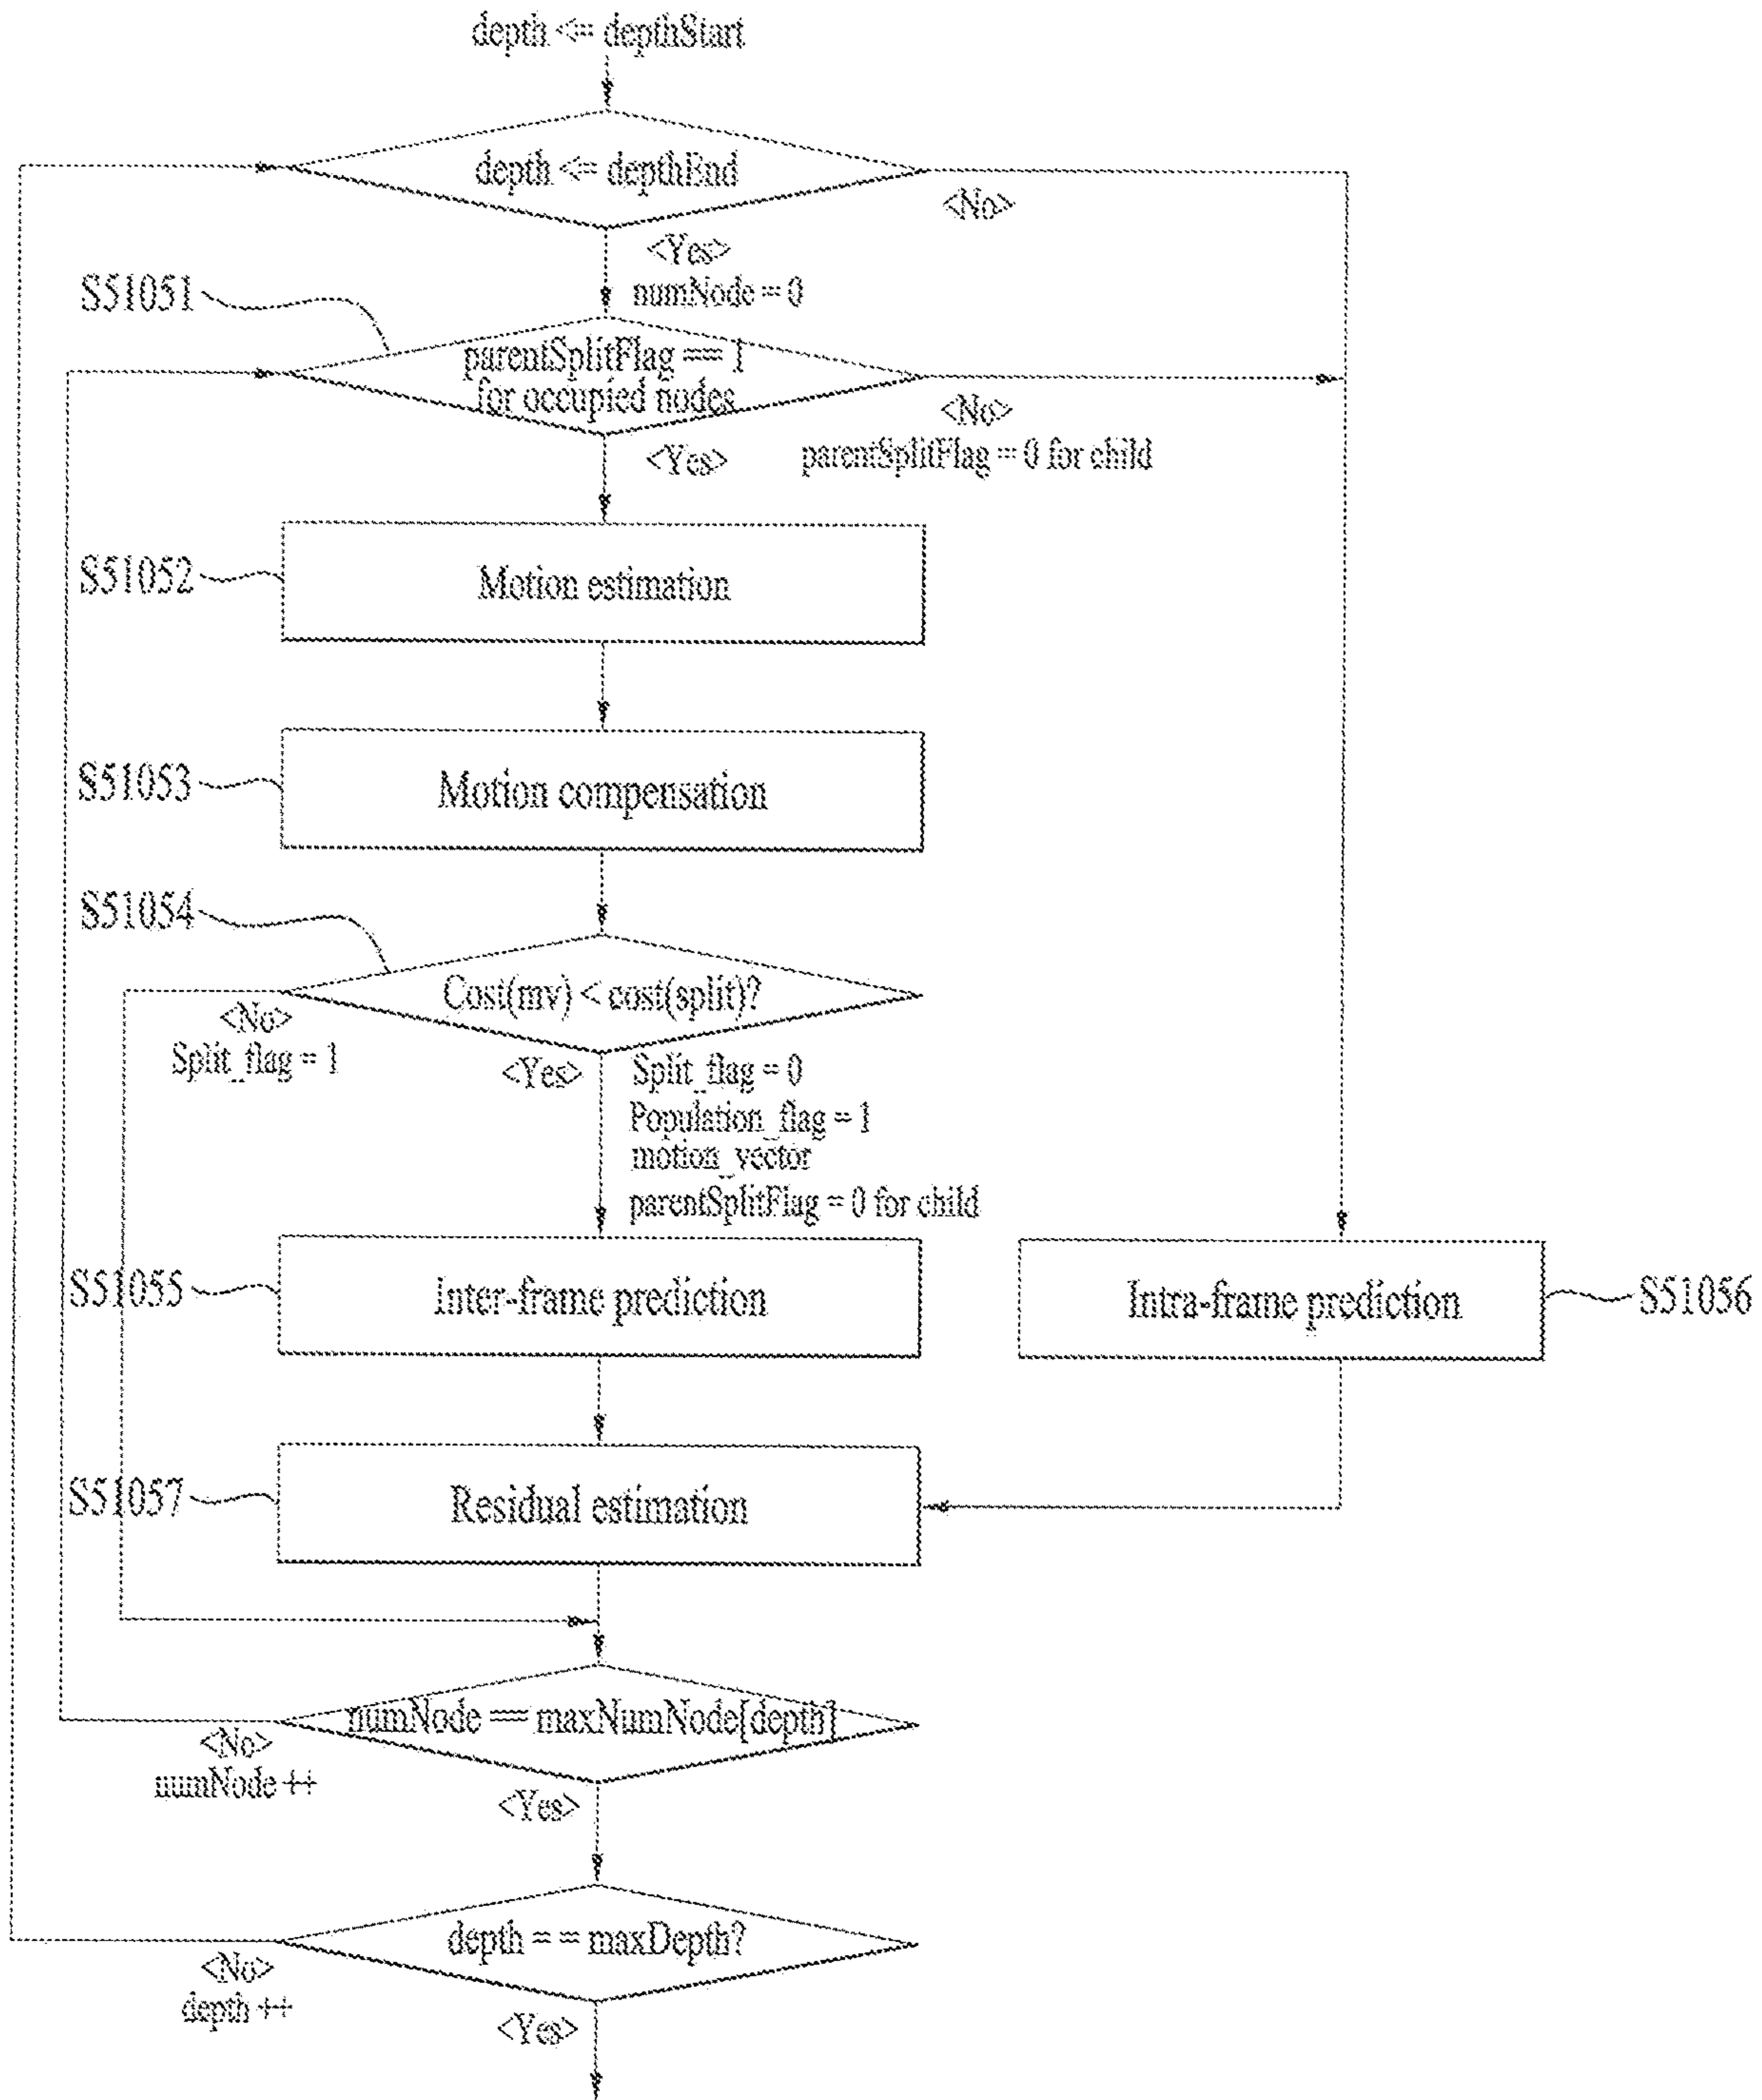 depth <= depthStart
depth <= depthEnd
<No>
<Yes>
numNode = 0
S51051
parentSplitFlag == 1
for occupied nodes
<No>
parentSplitFlag = 0 for child
<Yes>
S51052
Motion estimation
S51053
Motion compensation
S51054
Cost(mv) < cost(split)?
<No>
Split_flag = 1
<Yes>
Split_flag = 0
Population_flag = 1
motion_vector
parentSplitFlag = 0 for child
S51055
Inter-frame prediction
Intra-frame prediction
S51056
S51057
Residual estimation
numNode == maxNumNode[depth]
<No>
numNode ++
<Yes>
depth = = maxDepth?
<No>
depth ++
<Yes>